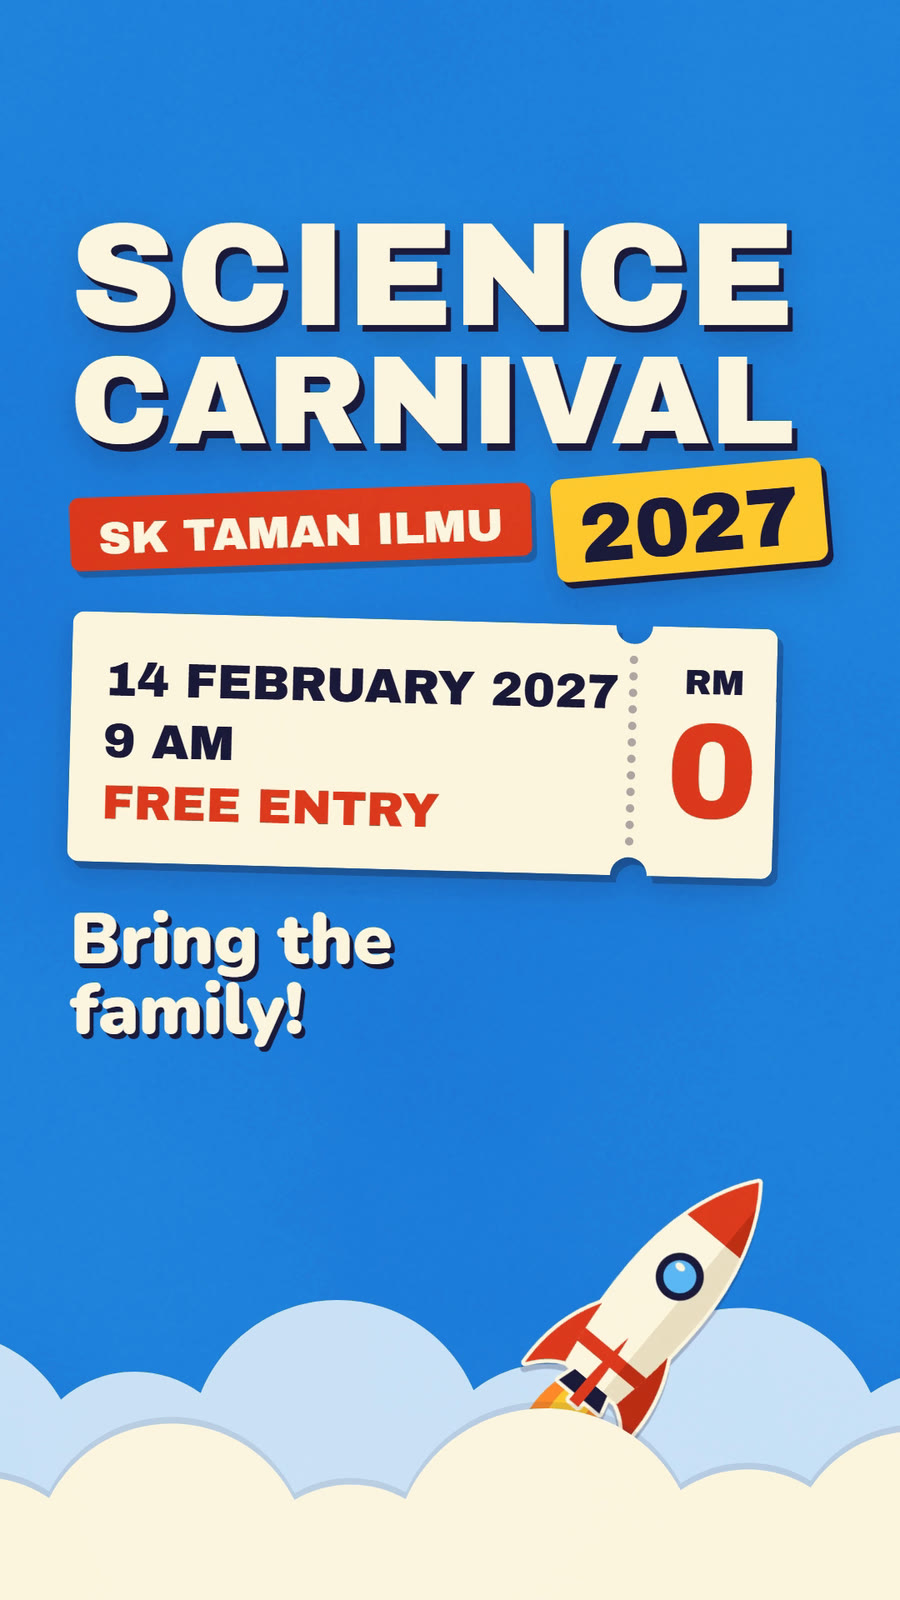 SCIENCE
CARNIVAL
SK TAMAN ILMU
2027
14 FEBRUARY 2027
9 AM
FREE ENTRY
RM
0
Bring the
family!